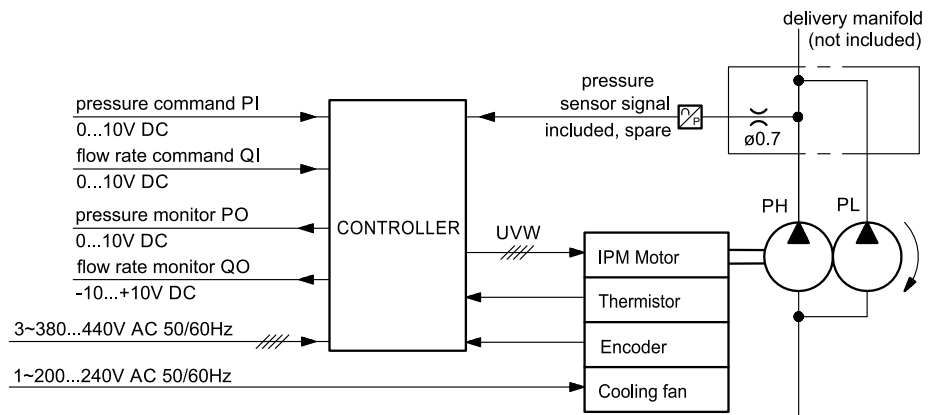 delivery manifold
(not included)
pressure
sensor signal
included, spare
P
ø0.7
pressure command PI
0...10V DC
flow rate command QI
0...10V DC
pressure monitor PO
0...10V DC
flow rate monitor QO
-10...+10V DC
3~380...440V AC 50/60Hz
1~200...240V AC 50/60Hz
CONTROLLER
UVW
IPM Motor
Thermistor
Encoder
Cooling fan
PH
PL